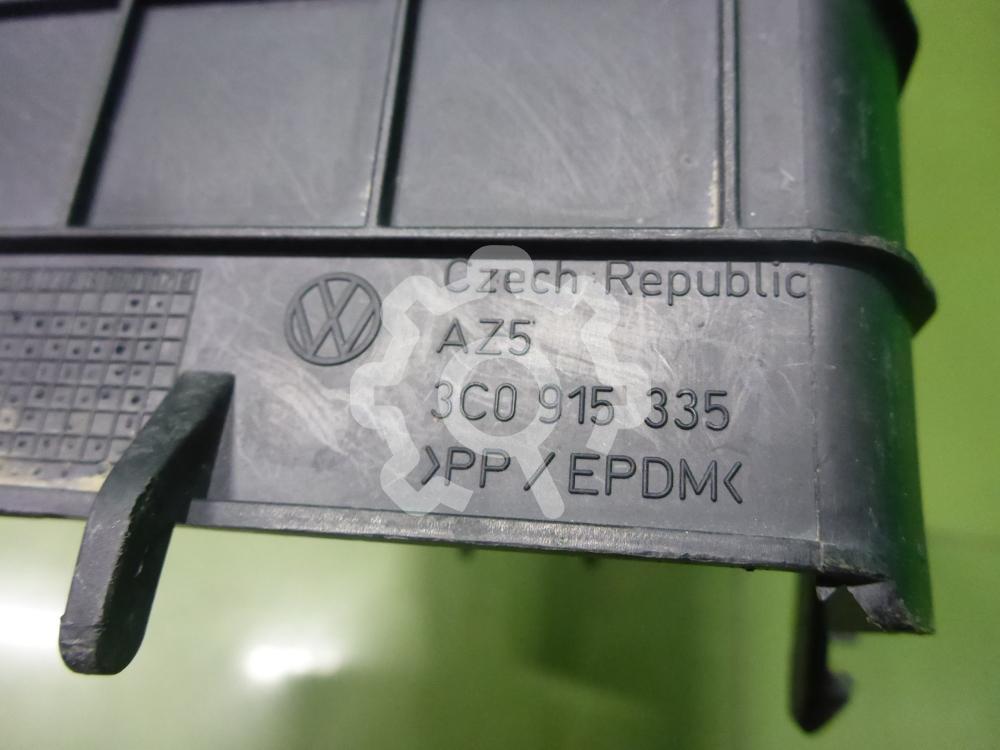 Czech Republic
AZ5
3C0 915 335
>PP/EPDM<